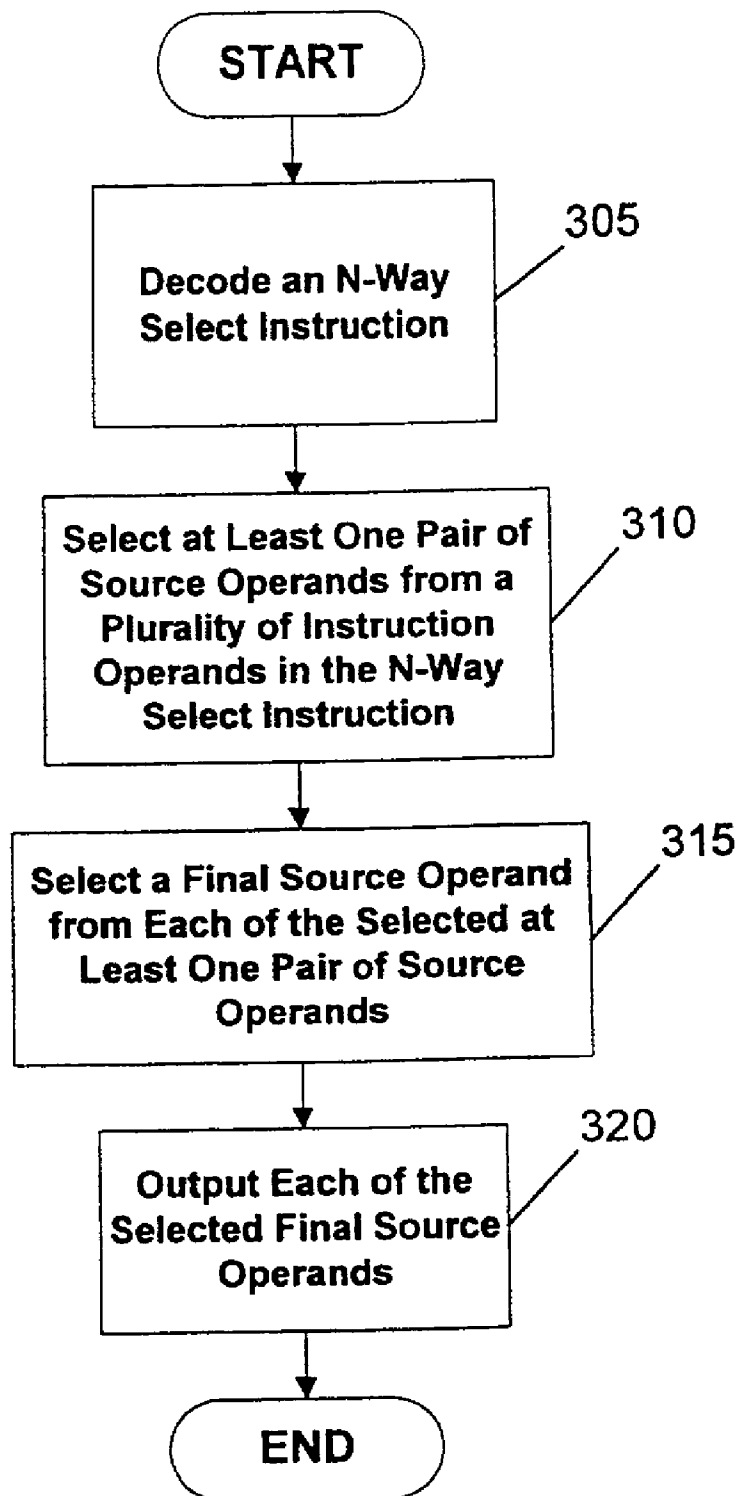 START
305
Decode an N-Way
Select Instruction
310
Select at Least One Pair of
Source Operands from a
Plurality of Instruction
Operands in the N-Way
Select Instruction
315
Select a Final Source Operand
from Each of the Selected at
Least One Pair of Source
Operands
320
Output Each of the
Selected Final Source
Operands
END